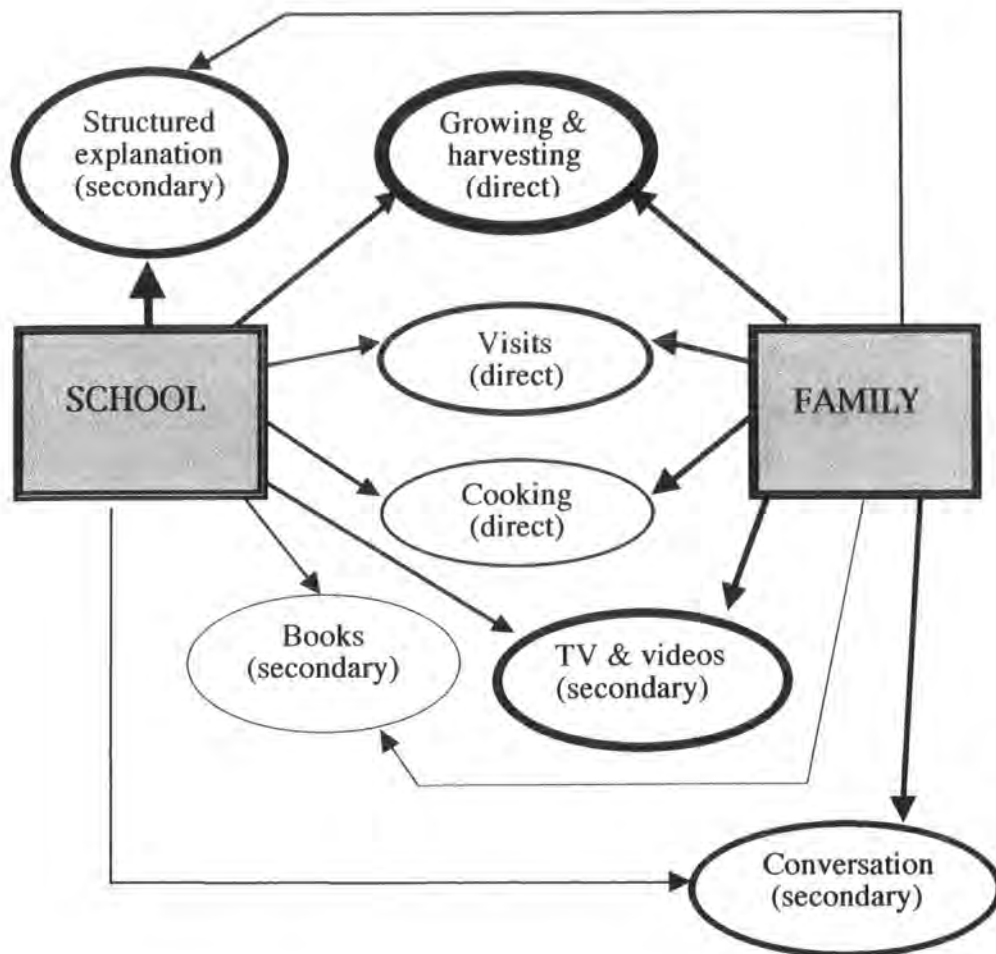 Structured
explanation
(secondary)
Growing &
harvesting
(direct)
SCHOOL
Visits
(direct)
FAMILY
Cooking
(direct)
Books
(secondary)
TV & videos
(secondary)
Conversation
(secondary)